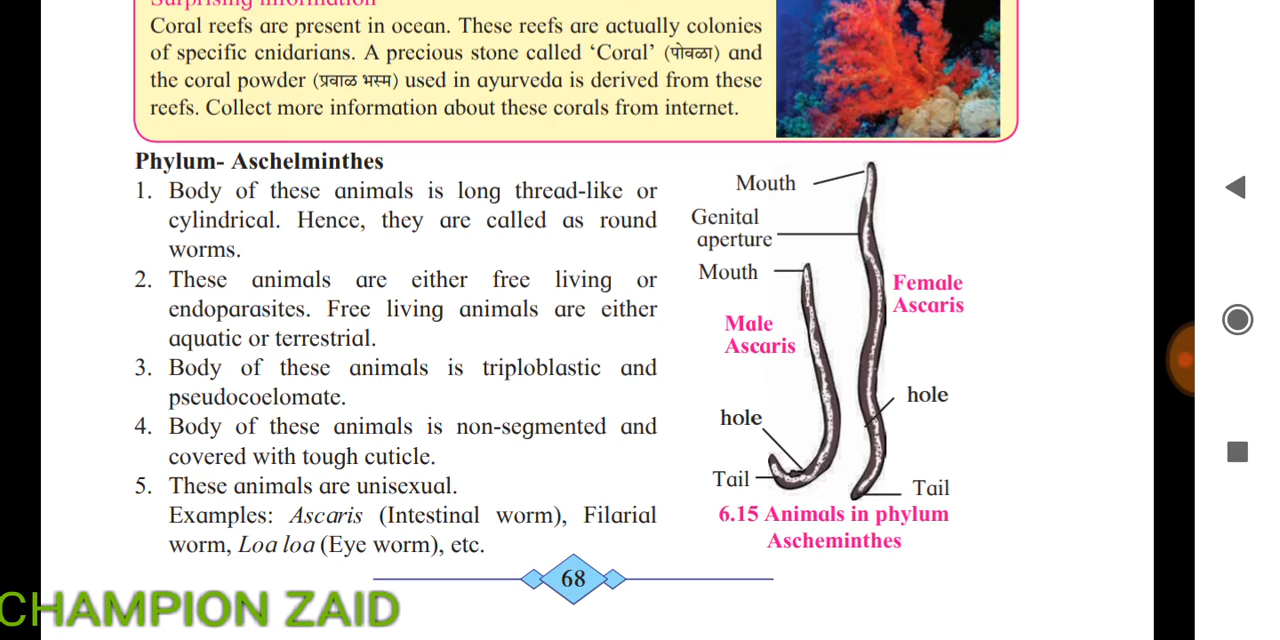 Surprising information
Coral reefs are present in ocean. These reefs are actually colonies
of specific cnidarians. A precious stone called ‘Coral’ (पोवळा) and
the coral powder (प्रवाळ भस्म) used in ayurveda is derived from these
reefs. Collect more information about these corals from internet.
Phylum- Aschelminthes
1. Body of these animals is long thread-like or
cylindrical. Hence, they are called as round
worms.
2. These animals are either free living or
endoparasites. Free living animals are either
aquatic or terrestrial.
3. Body of these animals is triploblastic and
pseudocoelomate.
4. Body of these animals is non-segmented and
covered with tough cuticle.
5. These animals are unisexual.
Examples: Ascaris (Intestinal worm), Filarial
worm, Loa loa (Eye worm), etc.
Mouth
Genital
aperture
Mouth
Female
Ascaris
Male
Ascaris
hole
hole
Tail
Tail
6.15 Animals in phylum
Ascheminthes
68
CHAMPION ZAID